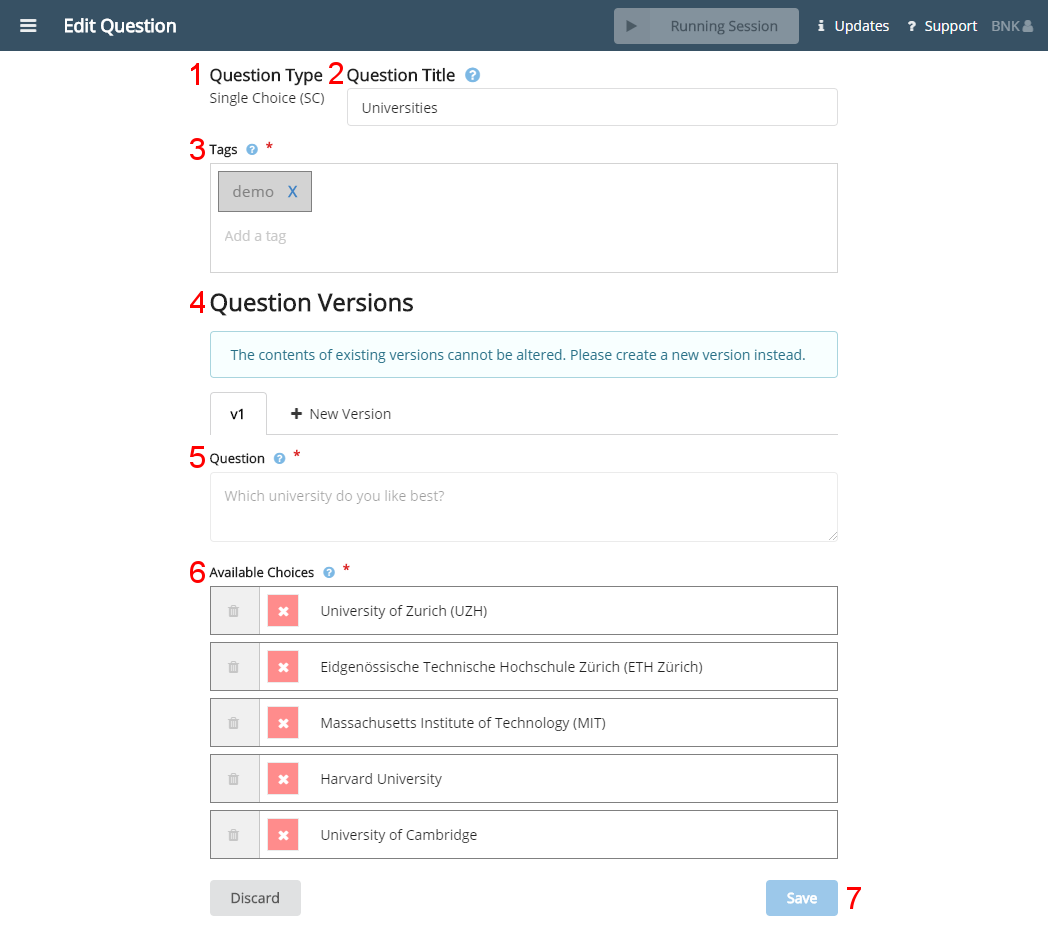 Edit Question
Running Session
Updates
? Support
BNK
1 Question Type
Single Choice (SC)
2 Question Title ?
Universities
3 Tags ? *
demo X
Add a tag
4 Question Versions
The contents of existing versions cannot be altered. Please create a new version instead.
v1
+ New Version
5 Question ? *
Which university do you like best?
6 Available Choices ? *
University of Zurich (UZH)
Eidgenössische Technische Hochschule Zürich (ETH Zürich)
Massachusetts Institute of Technology (MIT)
Harvard University
University of Cambridge
Discard
Save 7